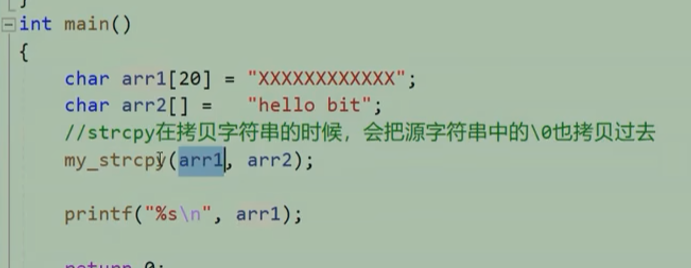 int main()
{
char arr1[20] = "XXXXXXXXXXXX";
char arr2[] = "hello bit";
//strcpy在拷贝字符串的时候，会把源字符串中的\0也拷贝过去
my_strcpy(arr1, arr2);
printf("%s\n", arr1);
return 0;